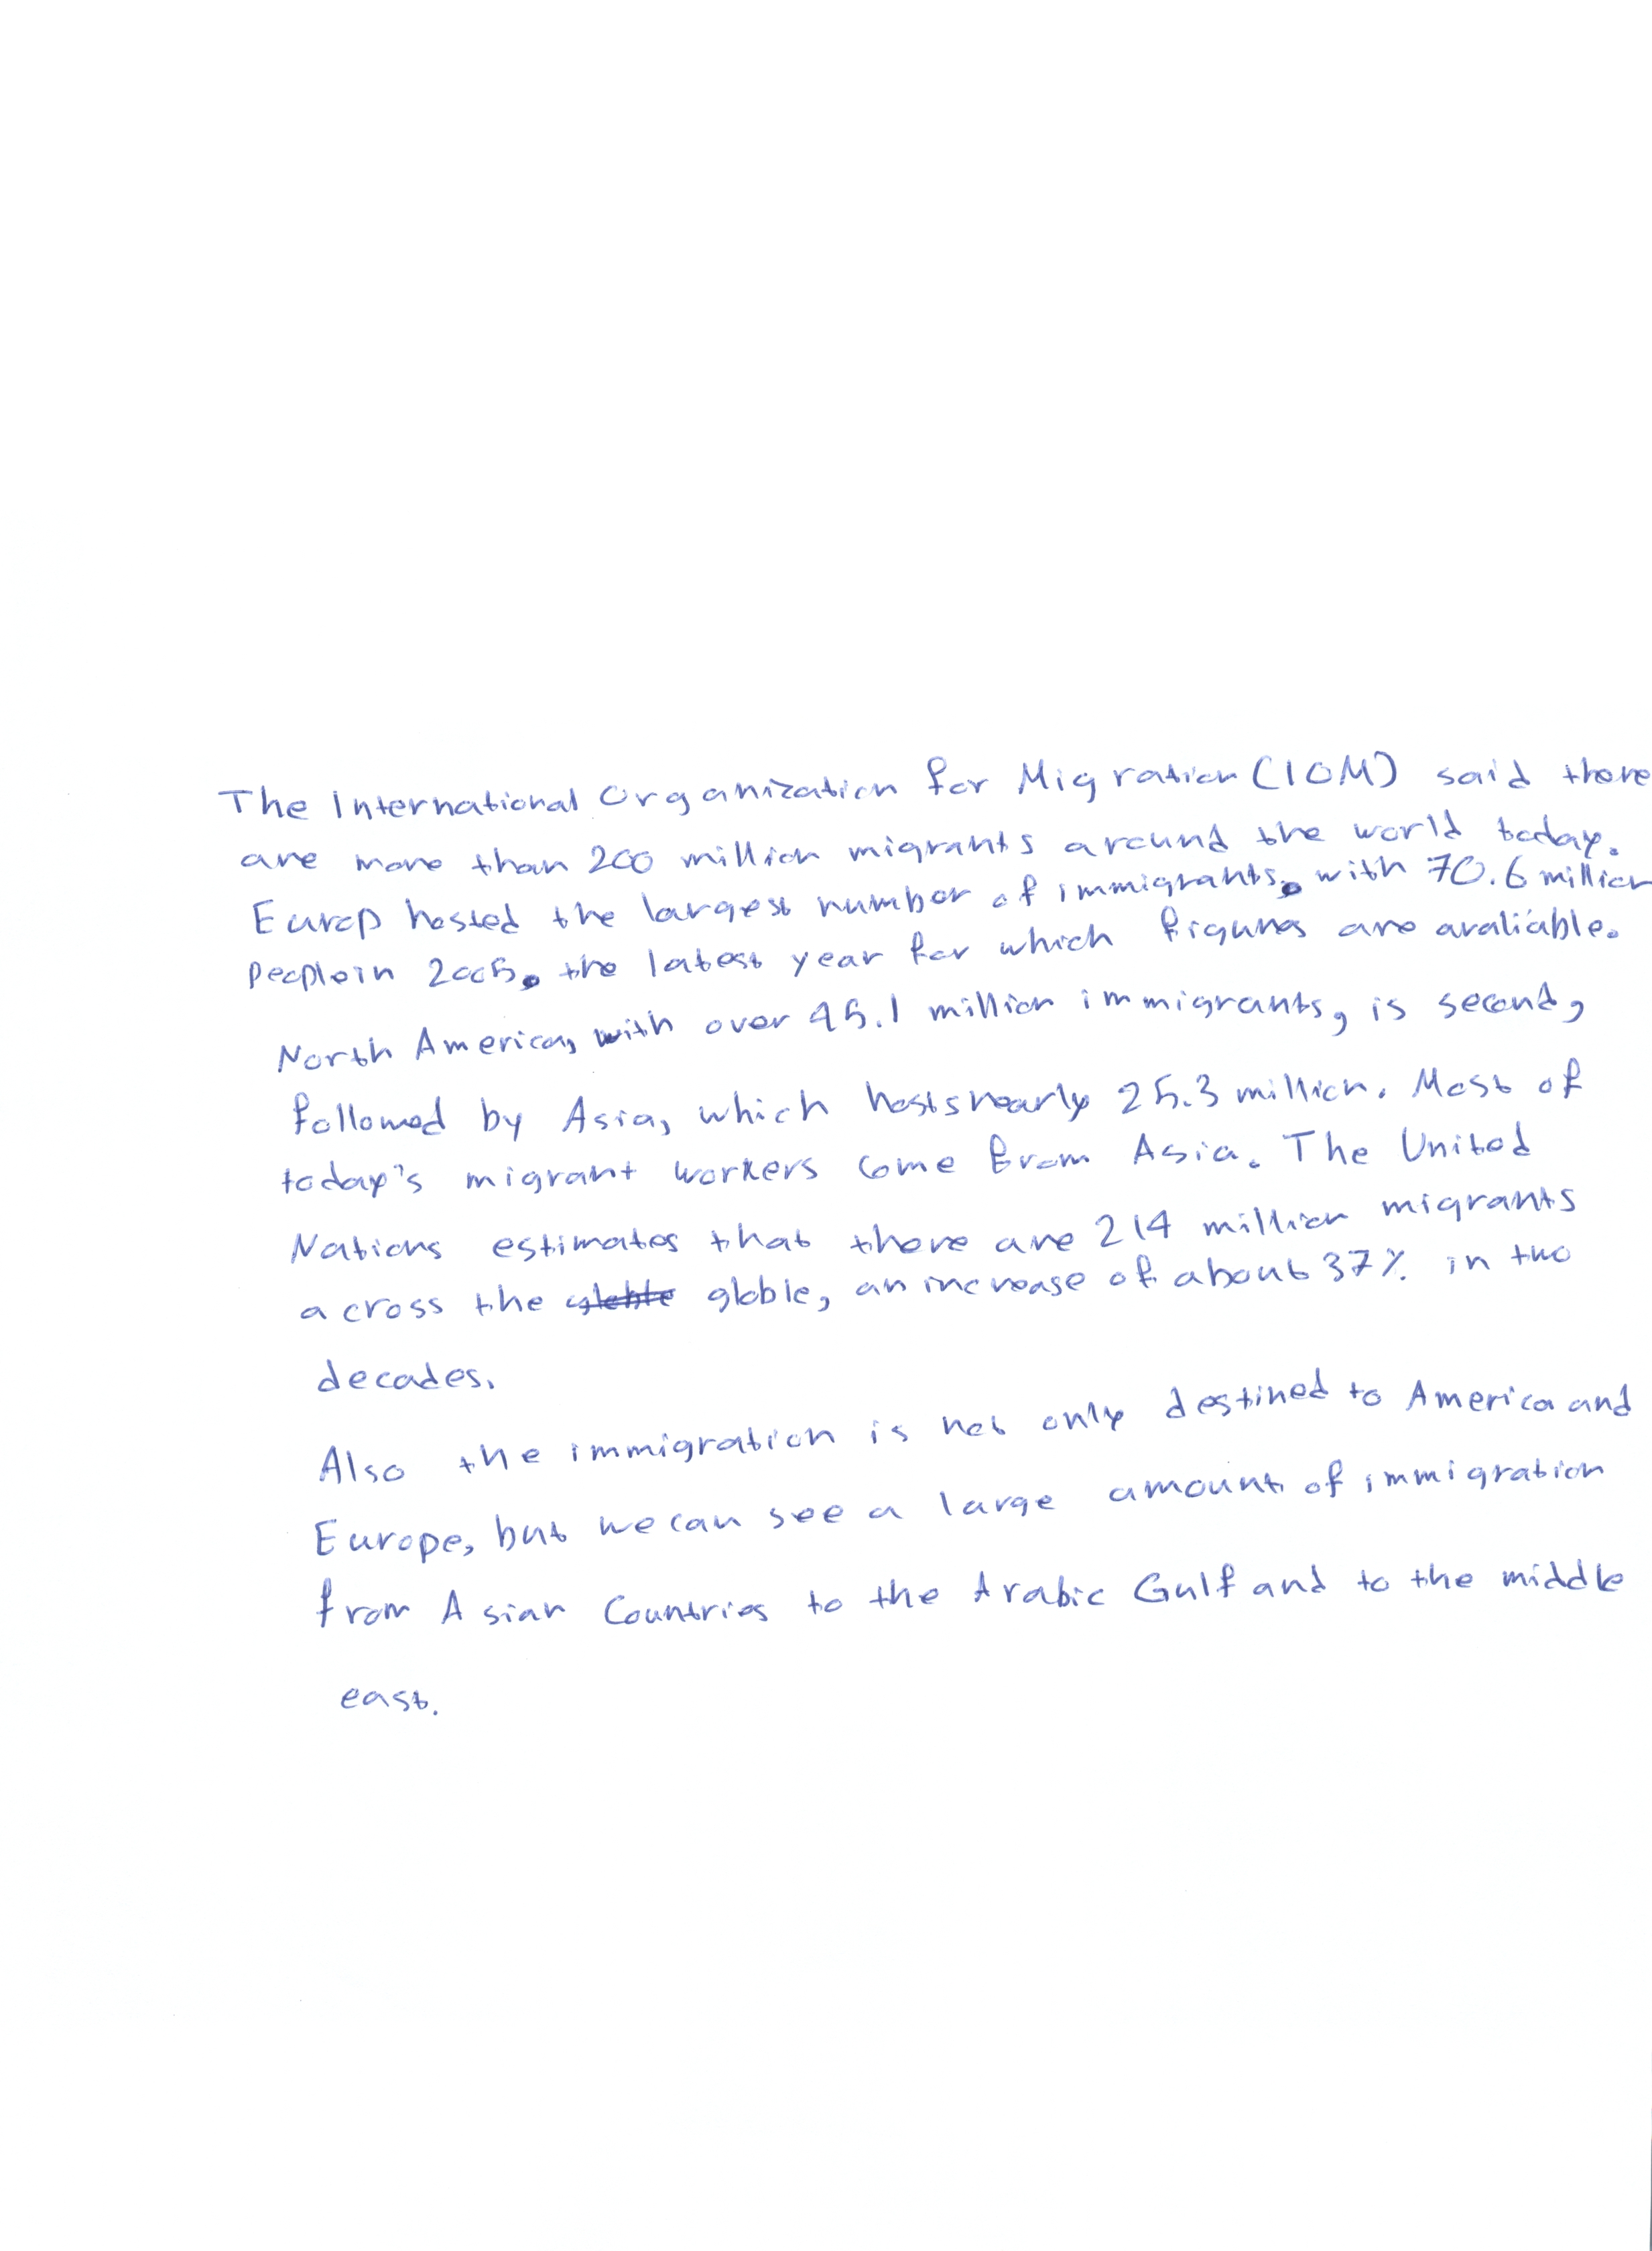 The International Organization for Migration (IOM) said there
are more than 200 million migrants around the world today.
Europ hosted the largest number of immigrants, with 70.6 million
people in 2005, the latest year for which figures are avaliable.
North America, with over 45.1 million immigrants, is second,
followed by Asia, which hosts nearly 25.3 million. Most of
today's migrant workers come from Asia. The United
Nations estimates that there are 214 million migrants
across the globle, an increase of about 37% in two
decades.
Also the immigration is not only destined to America and
Europe, but we can see a large amount of immigration
from Asian Countries to the Arabic Gulf and to the middle
east.